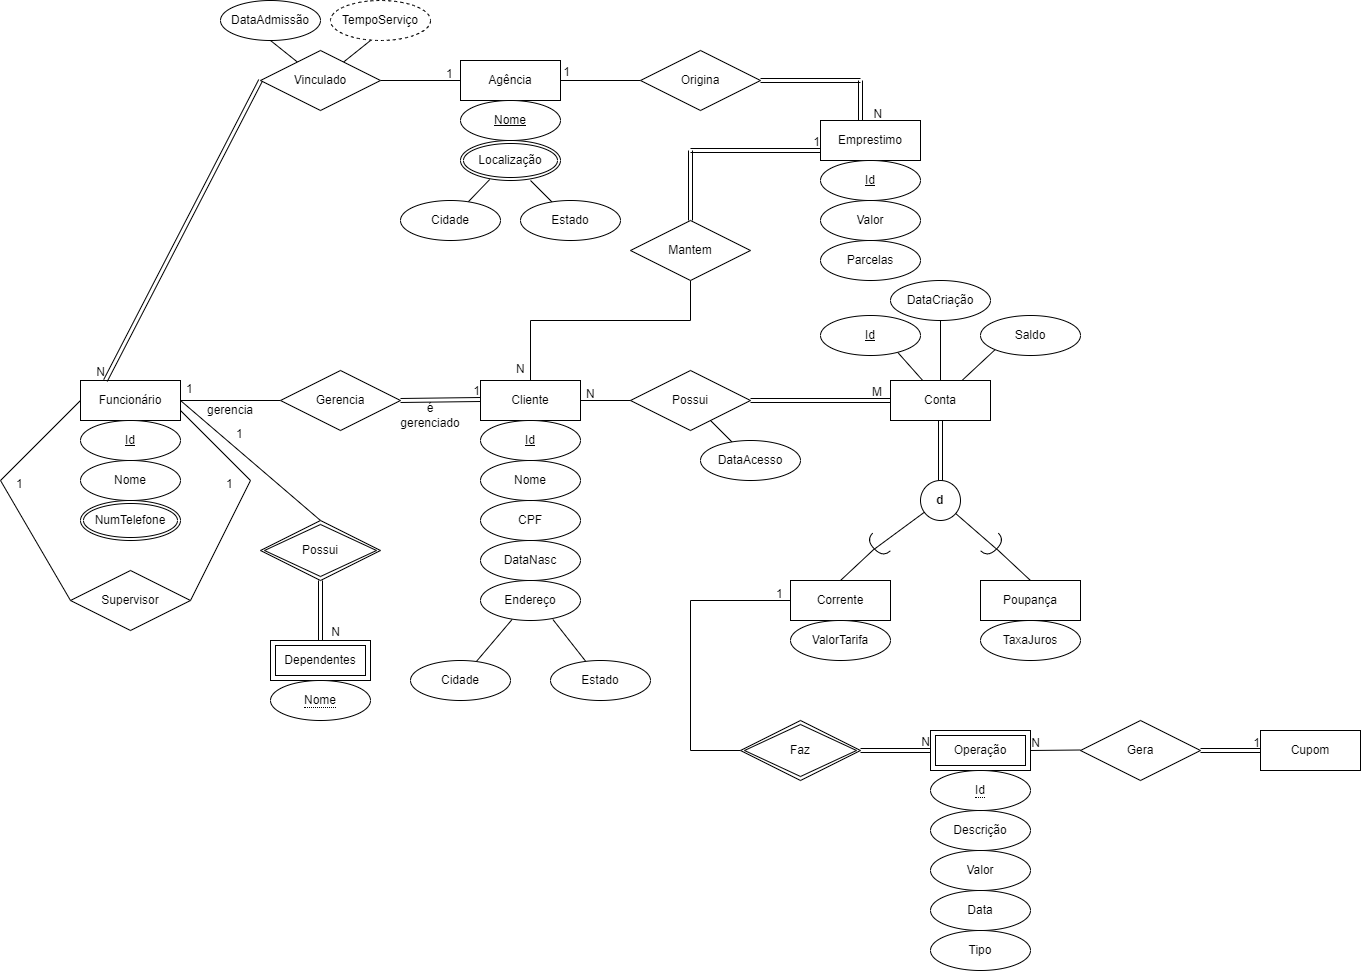 DataAdmissão
TempoServiço
Vinculado
1
Agência
1
Origina
N
Nome
Localização
Cidade
Estado
1
Emprestimo
Id
Valor
Parcelas
Mantem
DataCriação
Id
Saldo
N
Funcionário
1
gerencia
Gerencia
1
é
gerenciado
N
Cliente
N
Possui
M
Conta
DataAcesso
Id
Nome
NumTelefone
1
1
1
Supervisor
Possui
N
Dependentes
Nome
Id
Nome
CPF
DataNasc
Endereço
Cidade
Estado
d
1
Corrente
ValorTarifa
Poupança
TaxaJuros
Faz
N
Operação
N
Gera
1
Cupom
Id
Descrição
Valor
Data
Tipo